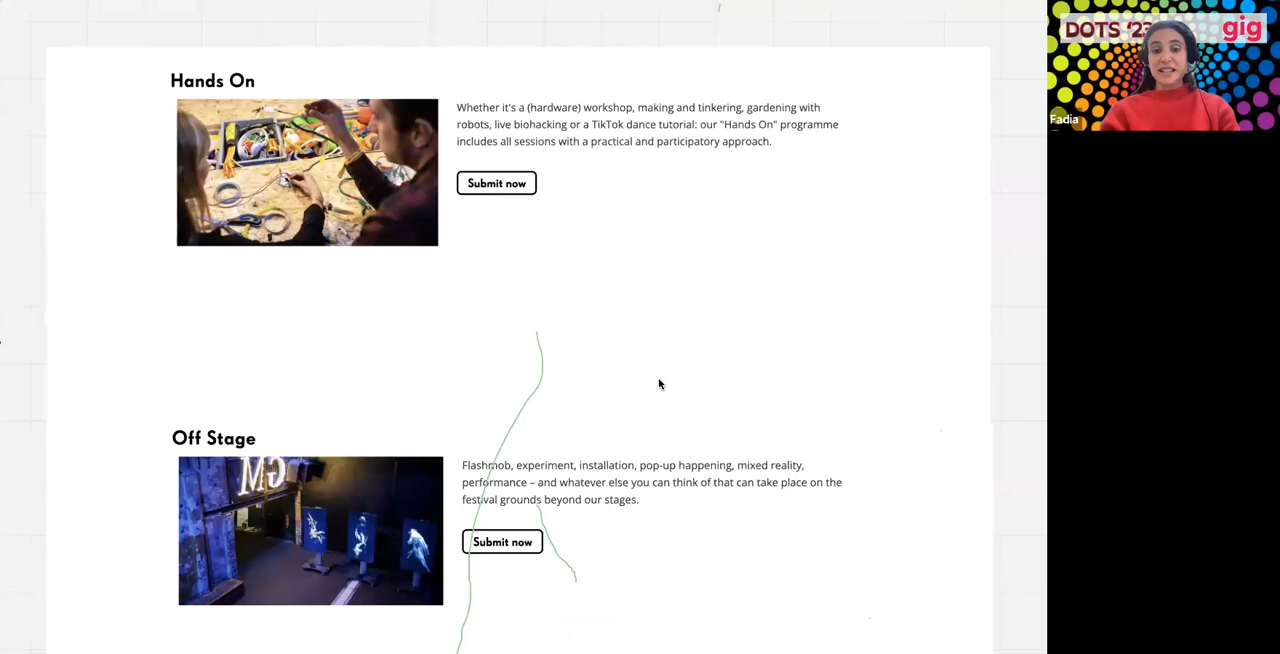 Hands On
Whether it's a (hardware) workshop, making and tinkering, gardening with
robots, live biohacking or a TikTok dance tutorial: our "Hands On" programme
includes all sessions with a practical and participatory approach.
Submit now
Off Stage
Flashmob, experiment, installation, pop-up happening, mixed reality,
performance – and whatever else you can think of that can take place on the
festival grounds beyond our stages.
Submit now
DOTS '23
gig
Fadia